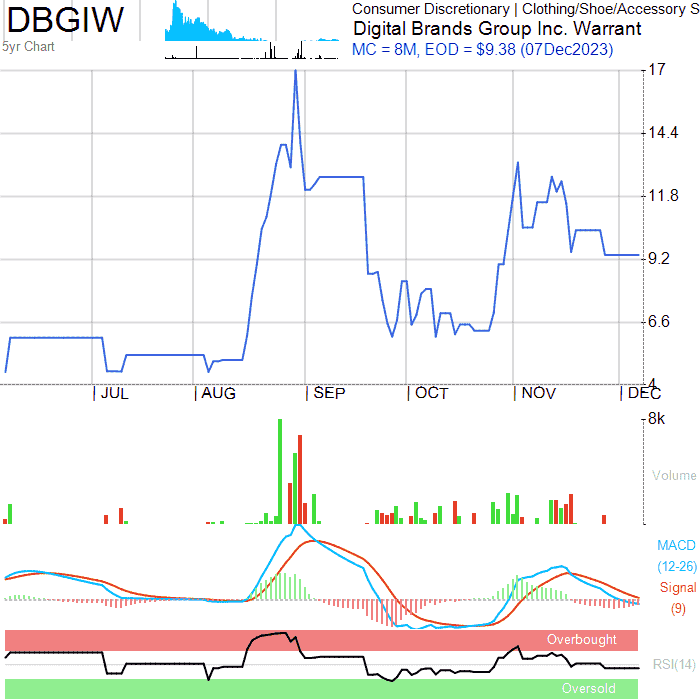 DBGIW
5yr Chart
Consumer Discretionary | Clothing/Shoe/Accessory S
Digital Brands Group Inc. Warrant
MC = 8M, EOD = $9.38 (07Dec2023)
17
14.4
11.8
9.2
6.6
4
JUL
AUG
SEP
OCT
NOV
DEC
8k
Volume
MACD
(12-26)
Signal
(9)
Overbought
RSI(14)
Oversold